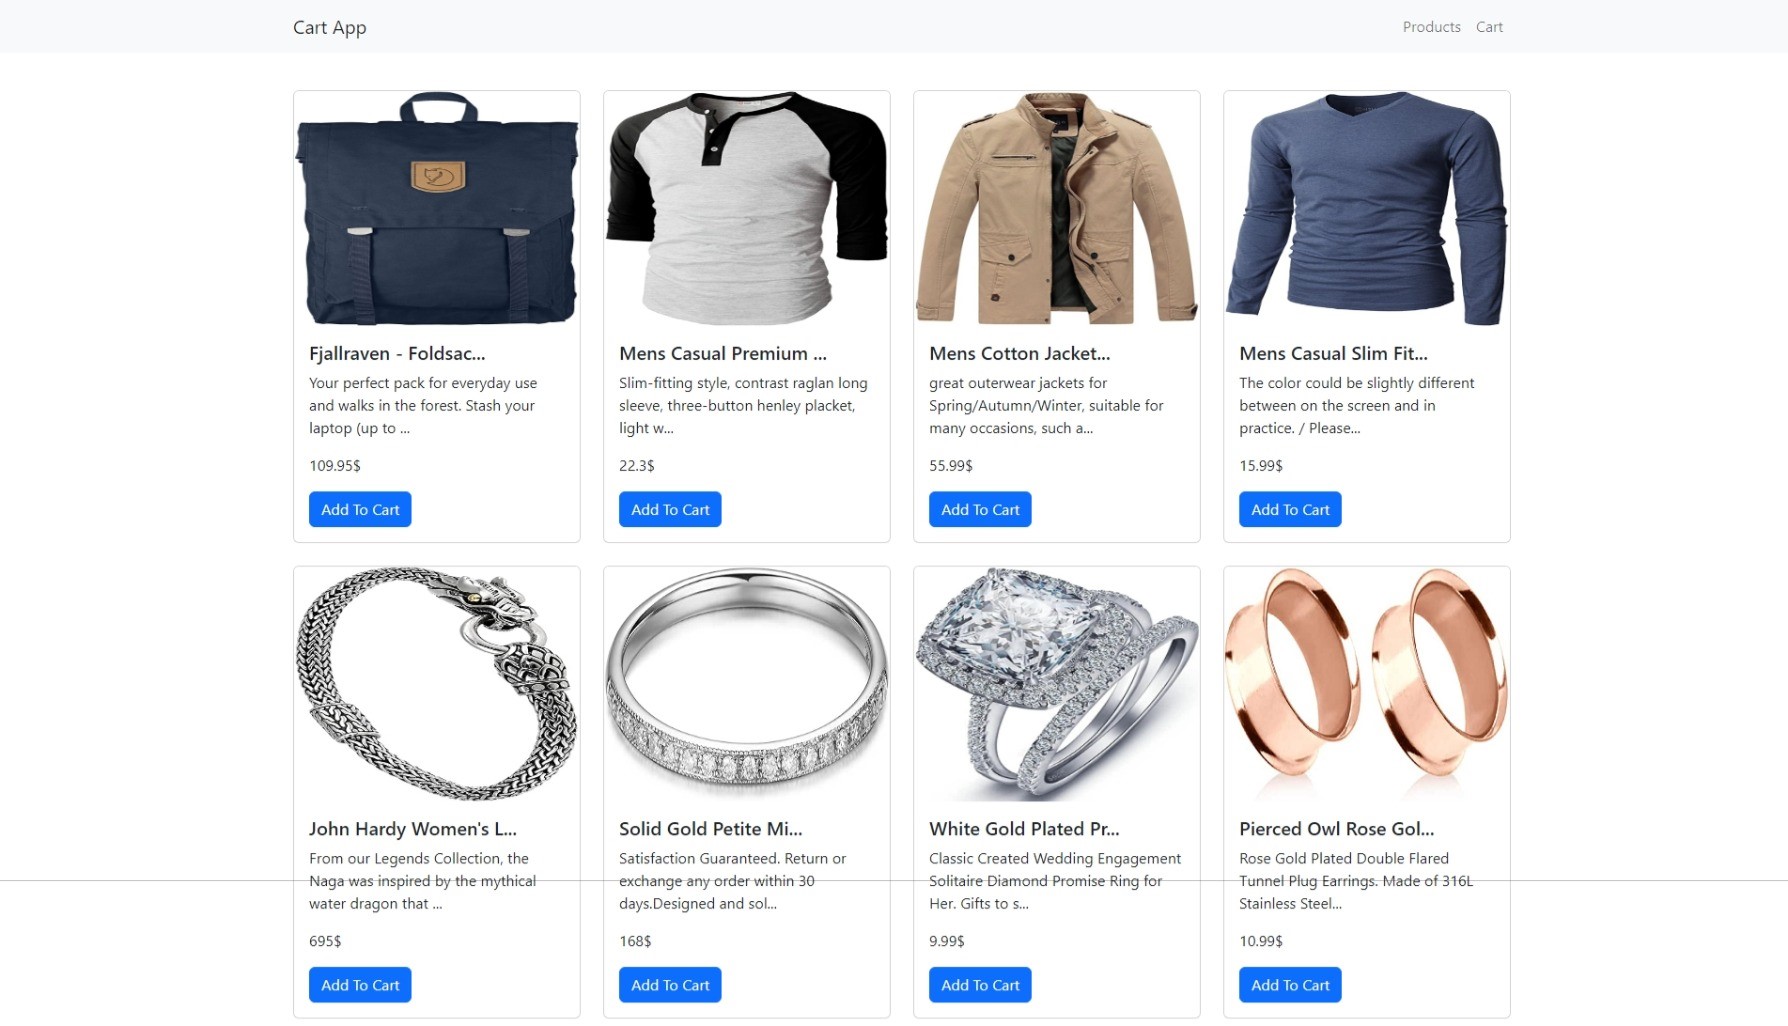 Cart App
Products Cart
Fjallraven - Foldsac...
Your perfect pack for everyday use
and walks in the forest. Stash your
laptop (up to ...
109.95$
Add To Cart
Mens Casual Premium ...
Slim-fitting style, contrast raglan long
sleeve, three-button henley placket,
light w...
22.3$
Add To Cart
Mens Cotton Jacket...
great outerwear jackets for
Spring/Autumn/Winter, suitable for
many occasions, such a...
55.99$
Add To Cart
Mens Casual Slim Fit...
The color could be slightly different
between on the screen and in
practice. / Please...
15.99$
Add To Cart
John Hardy Women's L...
From our Legends Collection, the
Naga was inspired by the mythical
water dragon that ...
695$
Add To Cart
Solid Gold Petite Mi...
Satisfaction Guaranteed. Return or
exchange any order within 30
days.Designed and sol...
168$
Add To Cart
White Gold Plated Pr...
Classic Created Wedding Engagement
Solitaire Diamond Promise Ring for
Her. Gifts to s...
9.99$
Add To Cart
Pierced Owl Rose Gol...
Rose Gold Plated Double Flared
Tunnel Plug Earrings. Made of 316L
Stainless Steel...
10.99$
Add To Cart